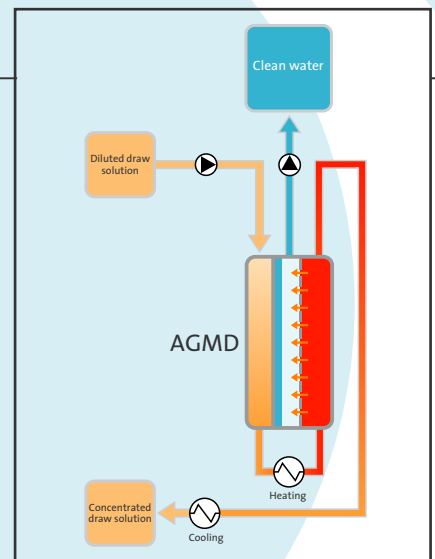 Clean water
Diluted draw
solution
AGMD
Heating
Concentrated
draw solution
Cooling